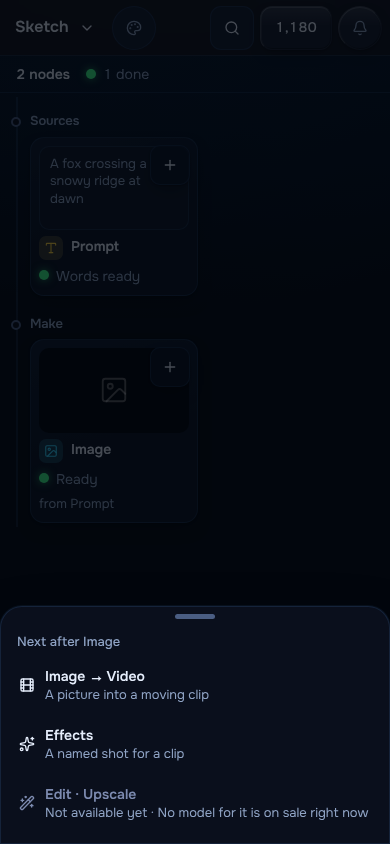 Sketch
1,180
2 nodes
1 done
Sources
A fox crossing a
snowy ridge at
dawn
Prompt
Words ready
Make
Image
Ready
from Prompt
Next after Image
Image → Video
A picture into a moving clip
Effects
A named shot for a clip
Edit · Upscale
Not available yet · No model for it is on sale right now